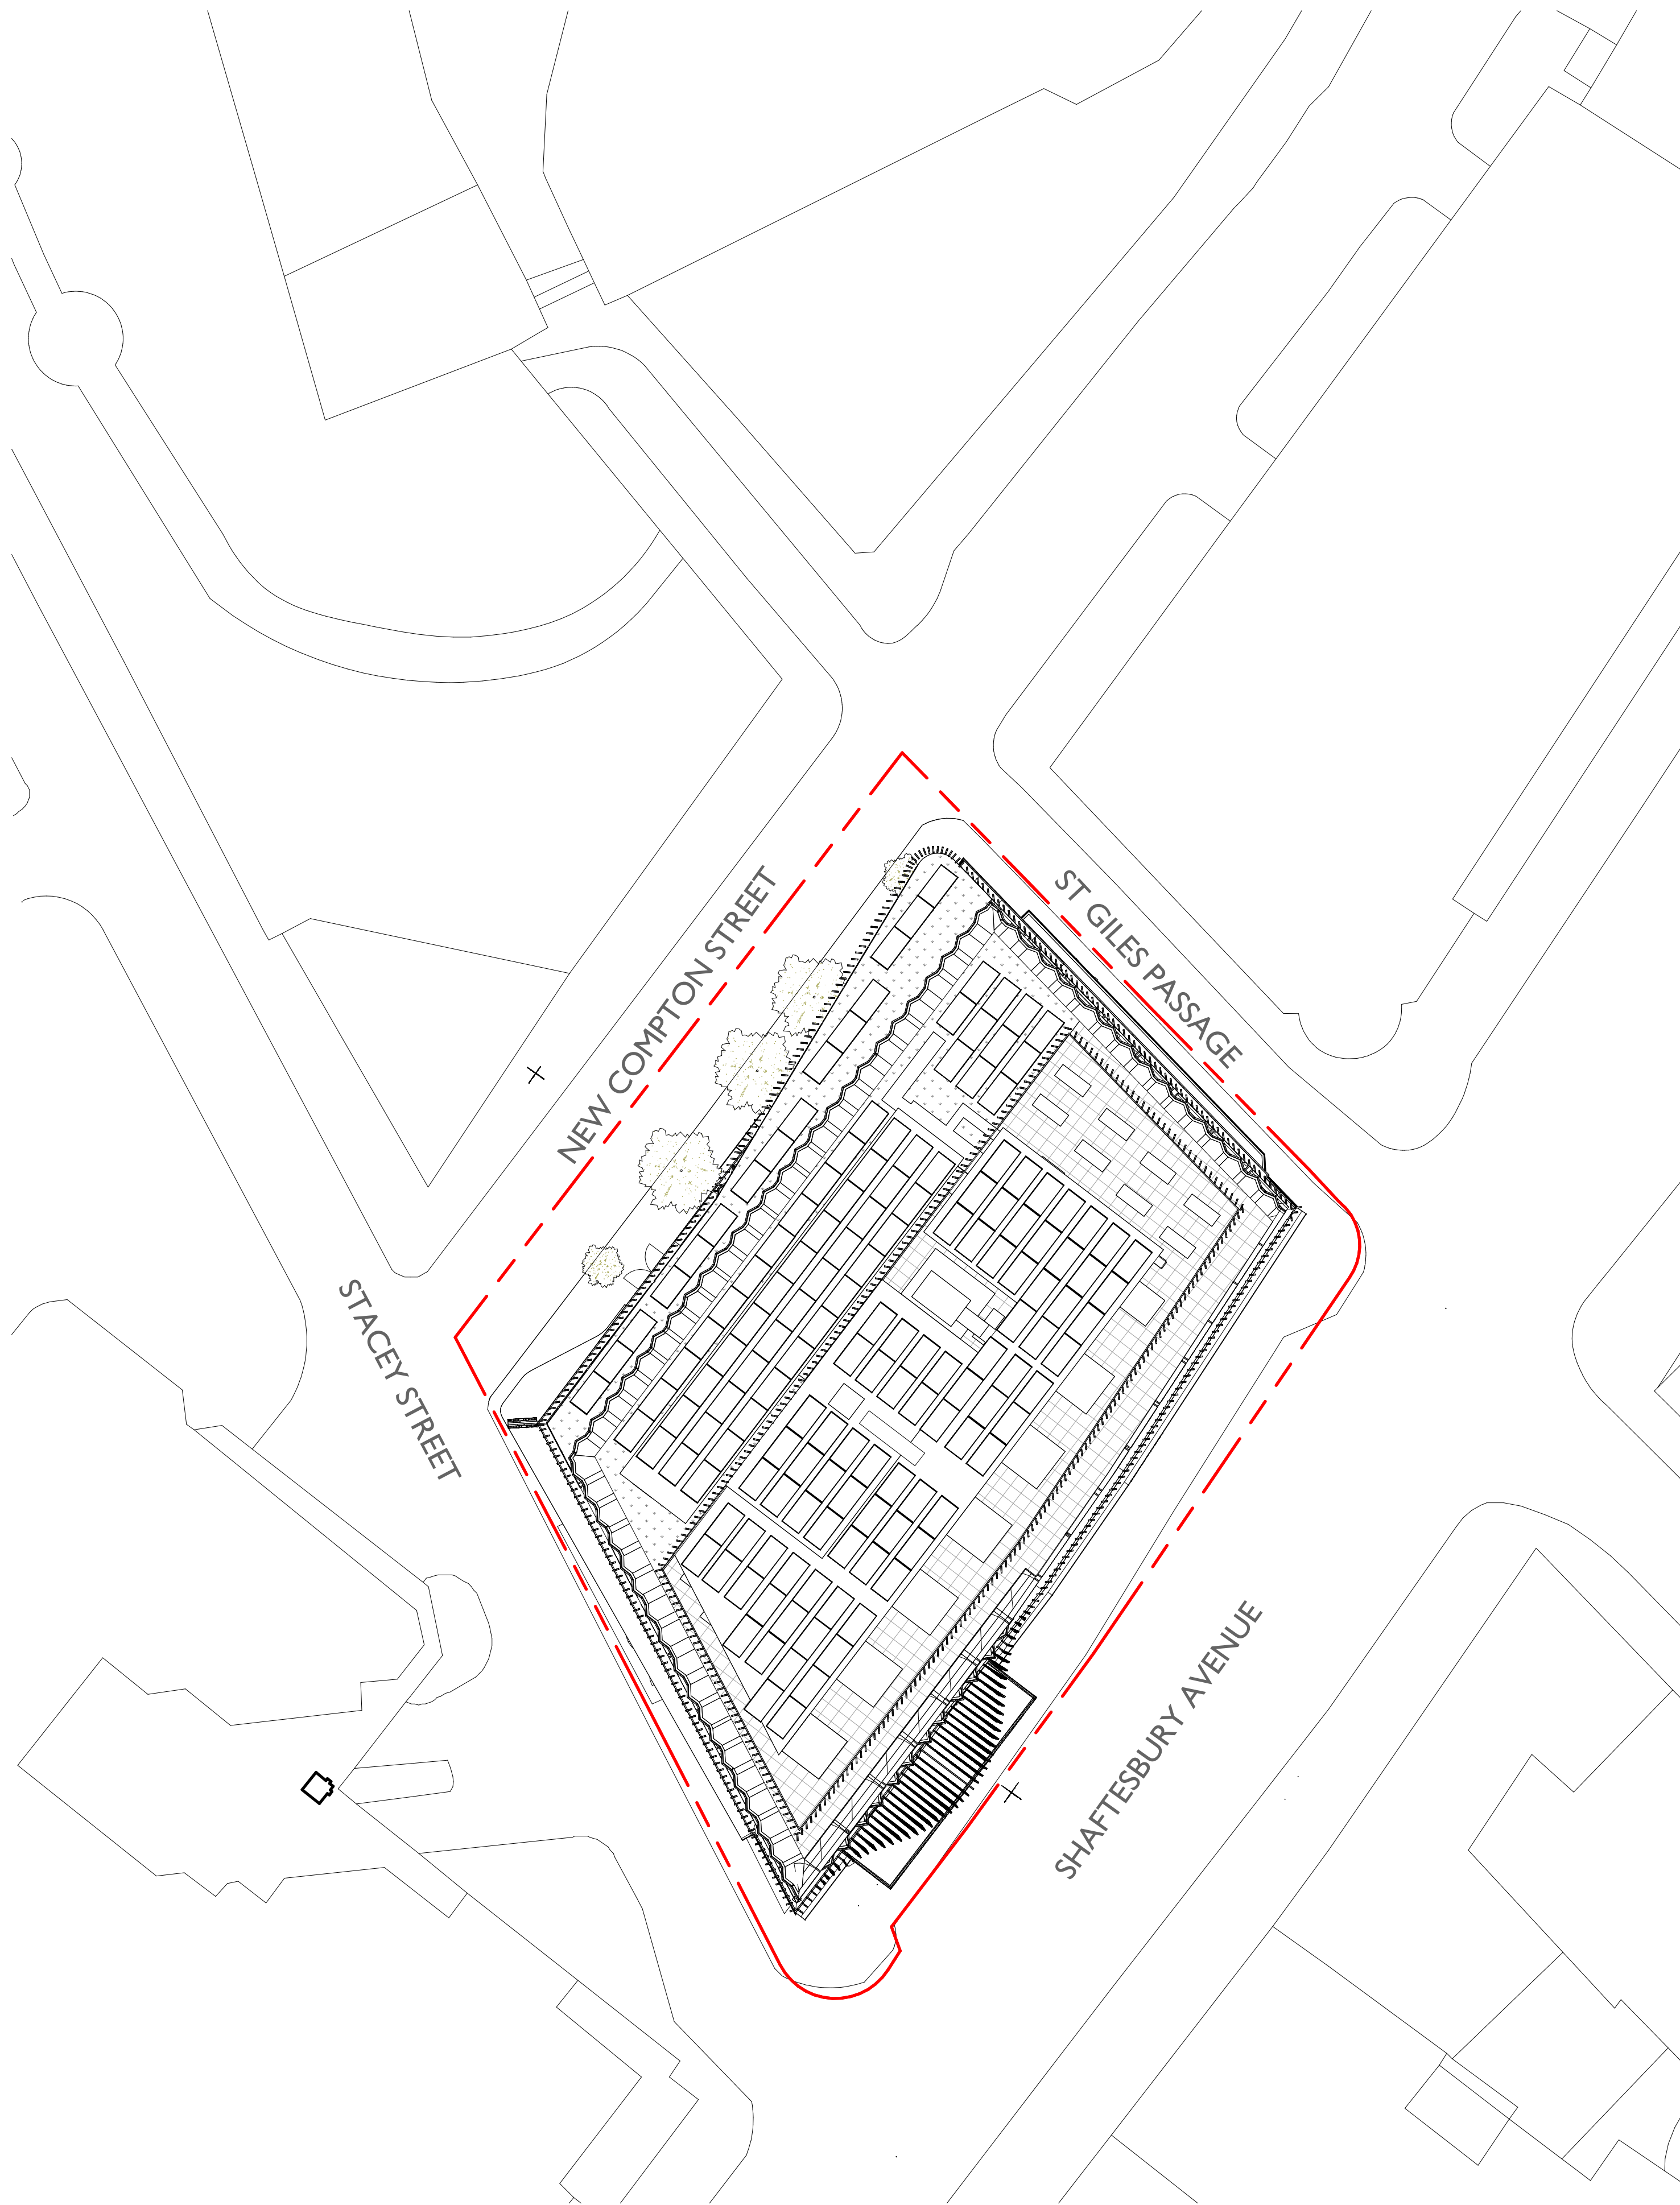 NEW COMPTON STREET
ST GILES PASSAGE
STACEY STREET
SHAFTESBURY AVENUE